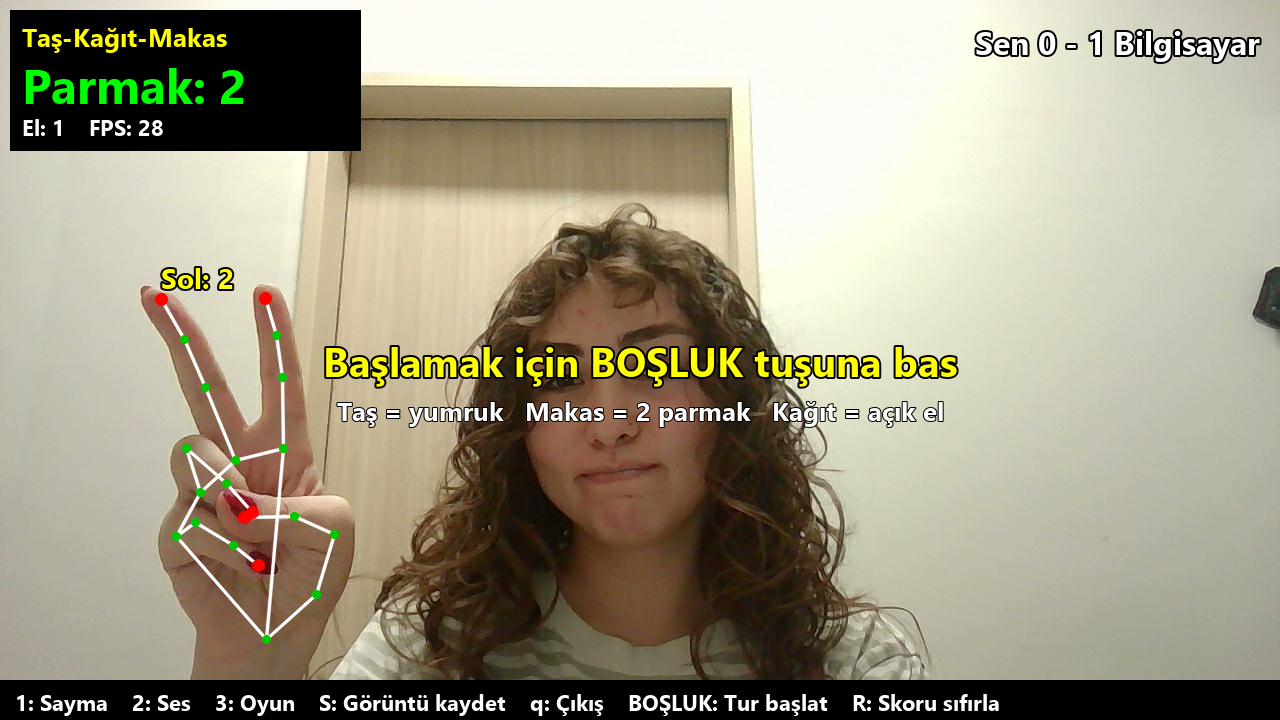 Taş-Kağıt-Makas
Parmak: 2
El: 1 FPS: 28
Sen 0 - 1 Bilgisayar
Sol: 2
Başlamak için BOŞLUK tuşuna bas
Taş = yumruk Makas = 2 parmak Kağıt = açık el
1: Sayma 2: Ses 3: Oyun S: Görüntü kaydet q: Çıkış BOŞLUK: Tur başlat R: Skoru sıfırla